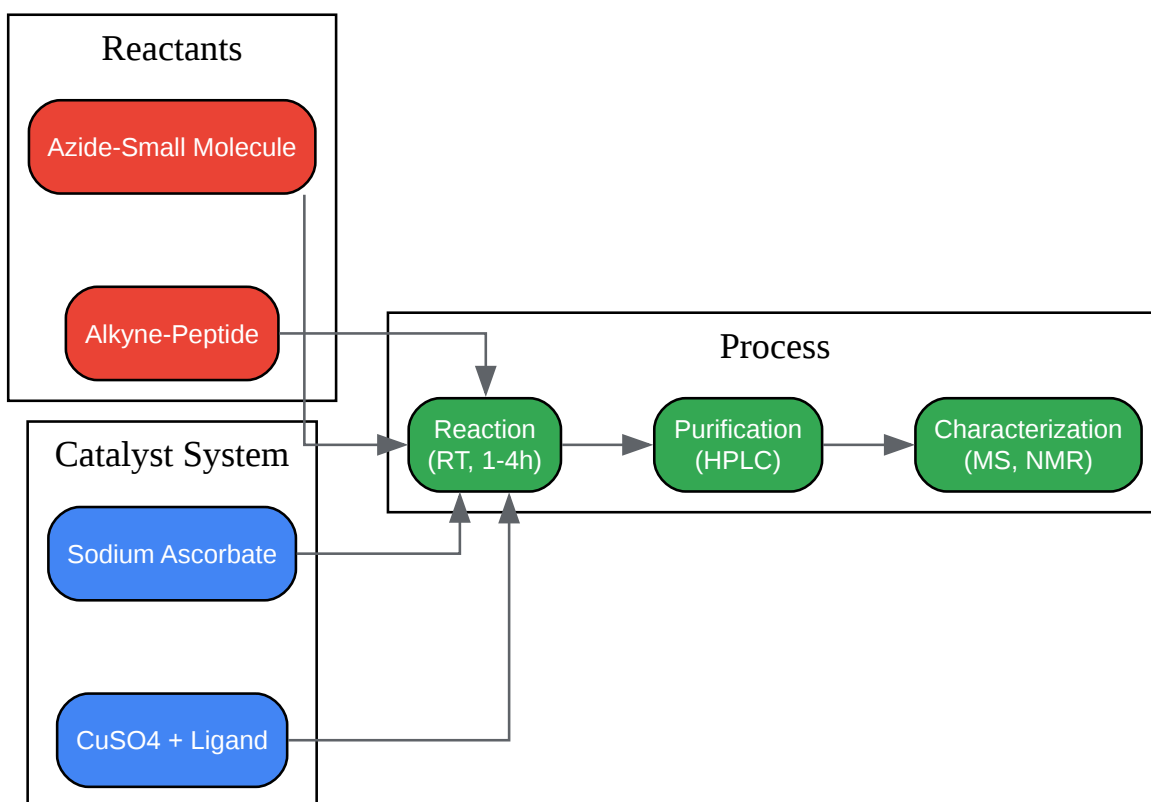 Reactants
Azide-Small Molecule
Alkyne-Peptide
Catalyst System
Sodium Ascorbate
CuSO4 + Ligand
Process
Reaction
(RT, 1-4h)
Purification
(HPLC)
Characterization
(MS, NMR)